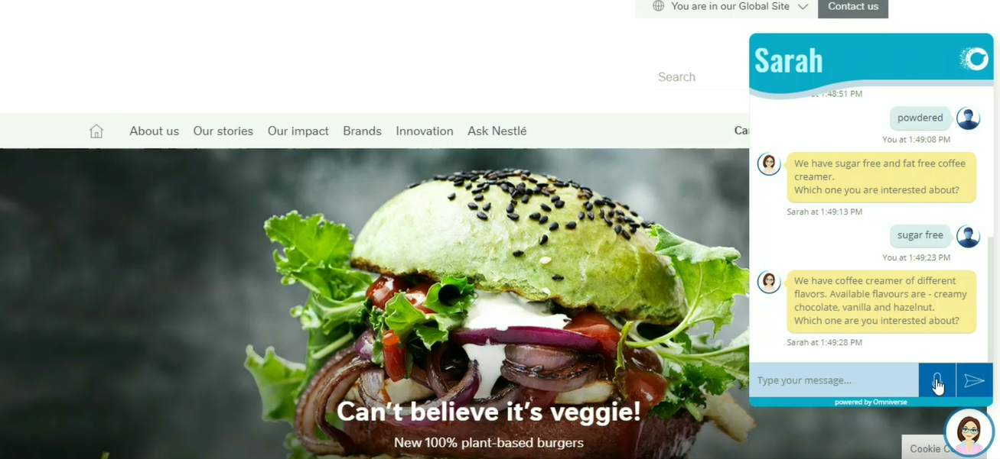 You are in our Global Site
Contact us
Search
About us
Our stories
Our impact
Brands
Innovation
Ask Nestlé
Can't believe it's veggie!
New 100% plant-based burgers
Sarah
1:48:51 PM
powdered
You at 1:49:08 PM
We have sugar free and fat free coffee
creamer.
Which one you are interested about?
Sarah at 1:49:13 PM
sugar free
You at 1:49:23 PM
We have coffee creamer of different
flavors. Available flavours are - creamy
chocolate, vanilla and hazelnut.
Which one are you interested about?
Sarah at 1:49:28 PM
Type your message...
powered by Omniverse
Cookie